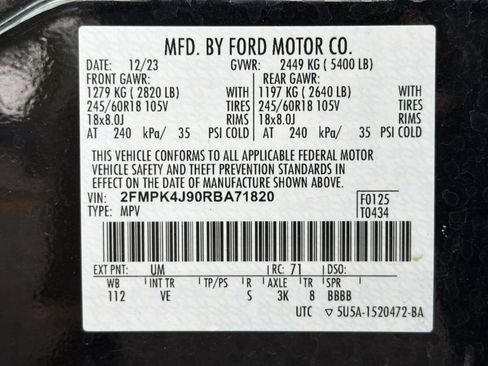 MFD. BY FORD MOTOR CO.
DATE: 12/23 GVWR: 2449 KG ( 5400 LB)
FRONT GAWR: REAR GAWR:
1279 KG ( 2820 LB) WITH 1197 KG ( 2640 LB) WITH
245/60R18 105V TIRES 245/60R18 105V TIRES
18x8.0J RIMS 18x8.0J RIMS
AT 240 kPa/ 35 PSI COLD AT 240 kPa/ 35 PSI COLD
THIS VEHICLE CONFORMS TO ALL APPLICABLE FEDERAL MOTOR
VEHICLE SAFETY AND THEFT PREVENTION STANDARDS IN
EFFECT ON THE DATE OF MANUFACTURE SHOWN ABOVE.
VIN: 2FMPK4J90RBA71820 F0125
TYPE: MPV T0434
EXT PNT: UM RC: 71 DSO:
WB INT TR TP/PS R AXLE TR SPR
112 VE S 3K 8 BBBB
UTC ▽ 5U5A-1520472-BA